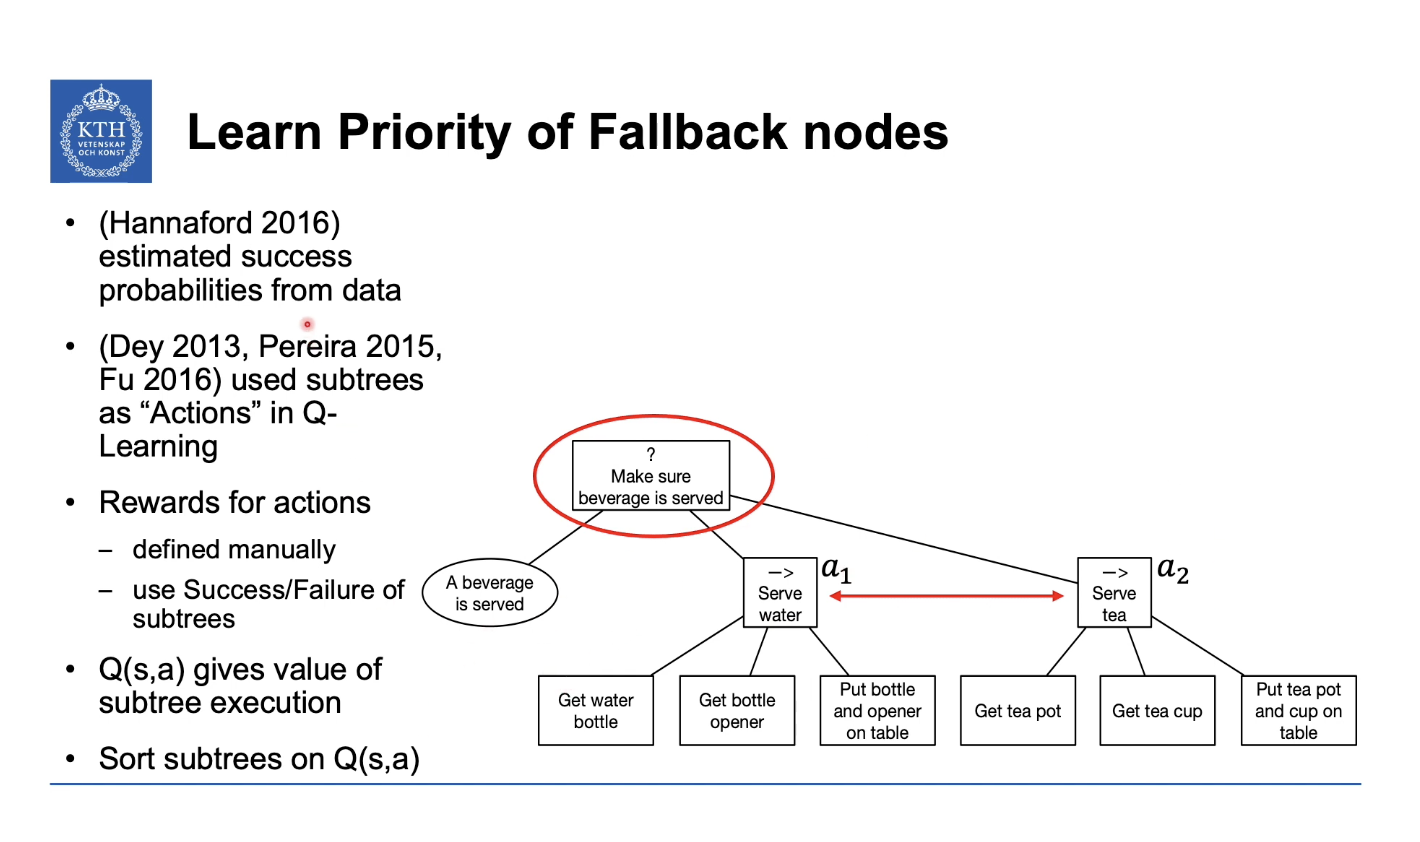 KTH
VETENSKAP
OCH KONST
Learn Priority of Fallback nodes
• (Hannaford 2016)
estimated success
probabilities from data
• (Dey 2013, Pereira 2015,
Fu 2016) used subtrees
as “Actions” in Q-
Learning
• Rewards for actions
– defined manually
– use Success/Failure of
subtrees
• Q(s,a) gives value of
subtree execution
• Sort subtrees on Q(s,a)
?
Make sure
beverage is served
A beverage
is served
–>
Serve
water
a₁
–>
Serve
tea
a₂
Get water
bottle
Get bottle
opener
Put bottle
and opener
on table
Get tea pot
Get tea cup
Put tea pot
and cup on
table